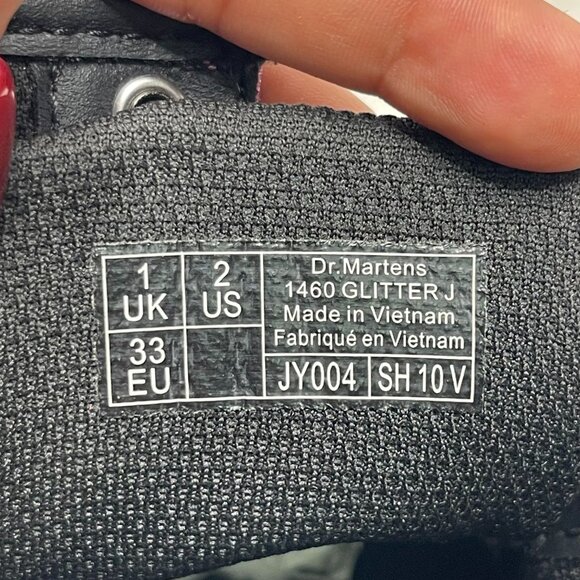 1
UK
2
US
33
EU
Dr.Martens
1460 GLITTER J
Made in Vietnam
Fabriqué en Vietnam
JY004
SH 10 V